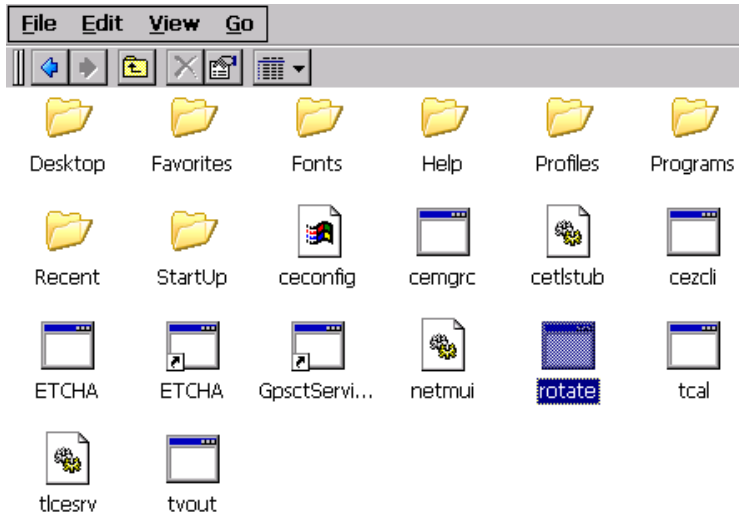 File Edit View Go
Desktop Favorites Fonts Help Profiles Programs
Recent StartUp ceconfig cemgrc cetlstub cezcli
ETCHA ETCHA GpsctServi... netmui rotate tcal
tlcesrv tvout